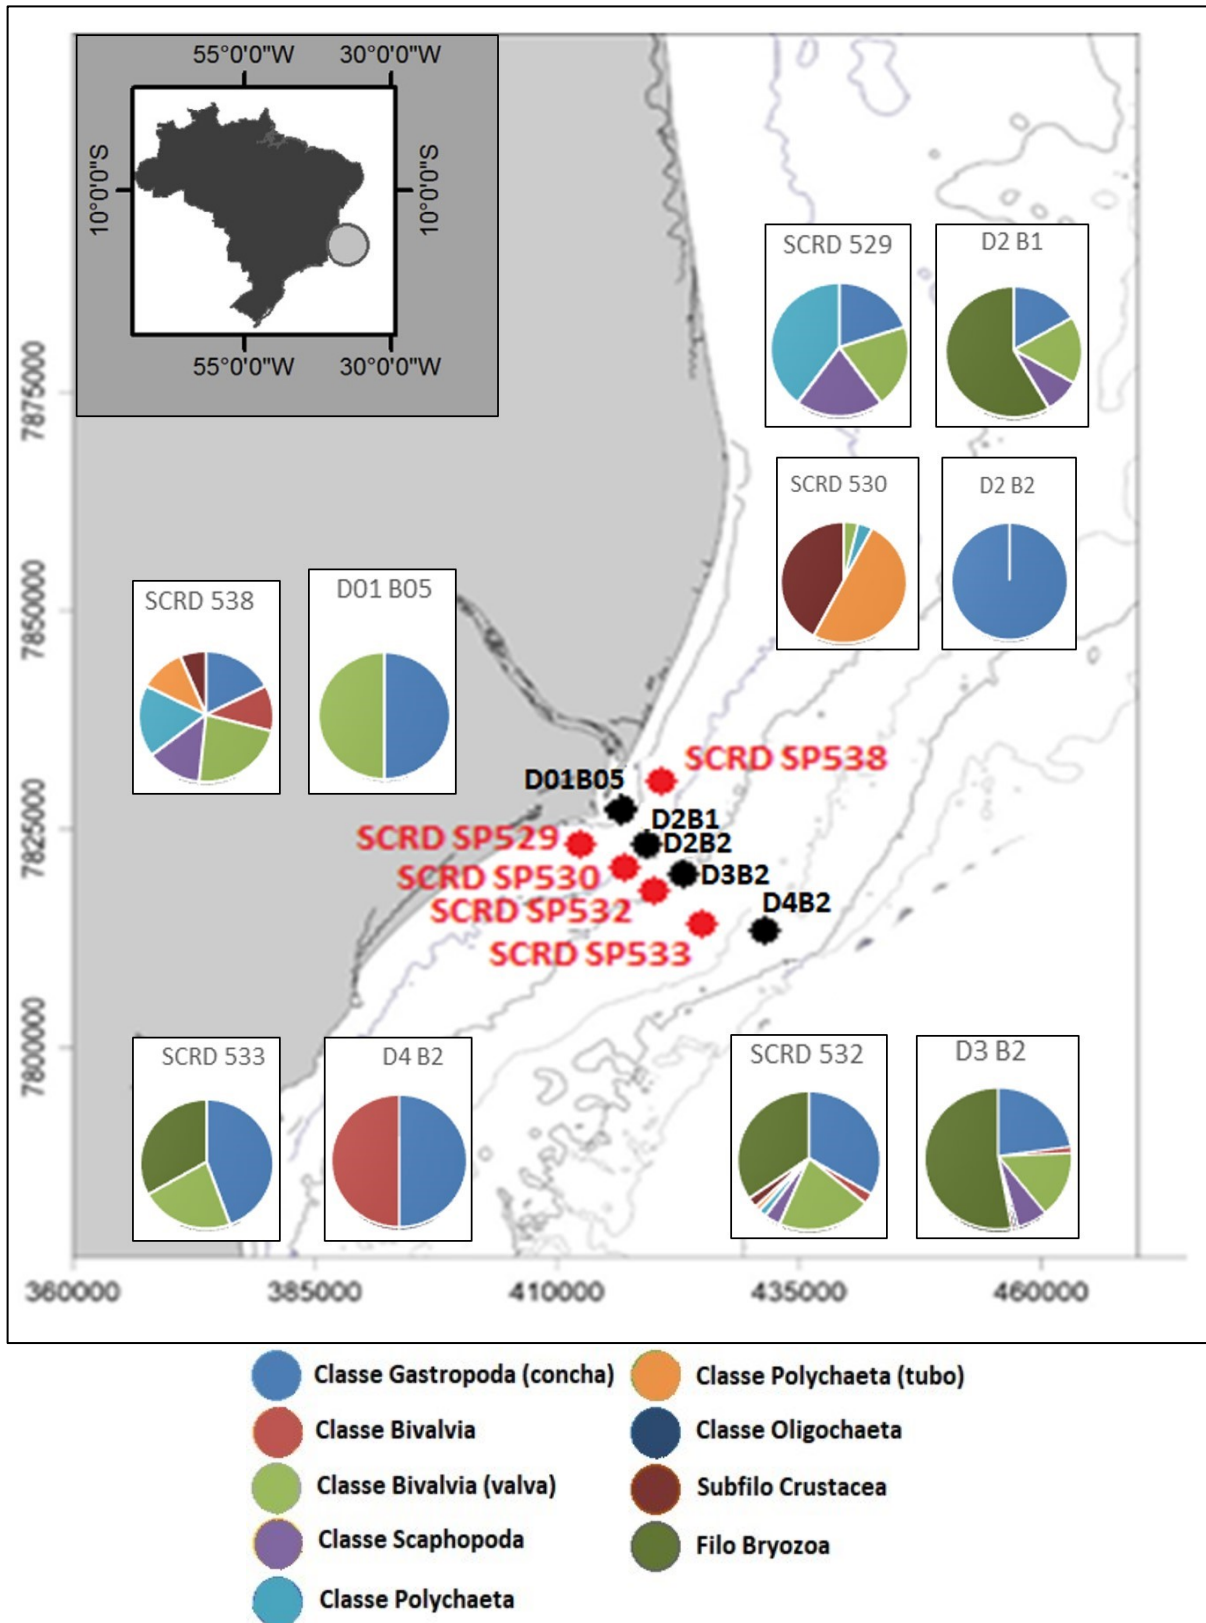 55°0'0"W 30°0'0"W
10°0'0"S
10°0'0"S
55°0'0"W 30°0'0"W
SCRD 529
D2 B1
SCRD 530
D2 B2
SCRD 538
D01 B05
7875000
7850000
7825000
7800000
SCRD SP538
D01B05
D2B1
SCRD SP529
D2B2
SCRD SP530
D3B2
SCRD SP532
D4B2
SCRD SP533
SCRD 533
D4 B2
SCRD 532
D3 B2
360000 385000 410000 435000 460000
Classe Gastropoda (concha)
Classe Bivalvia
Classe Bivalvia (valva)
Classe Scaphopoda
Classe Polychaeta
Classe Polychaeta (tubo)
Classe Oligochaeta
Subfilo Crustacea
Filo Bryozoa